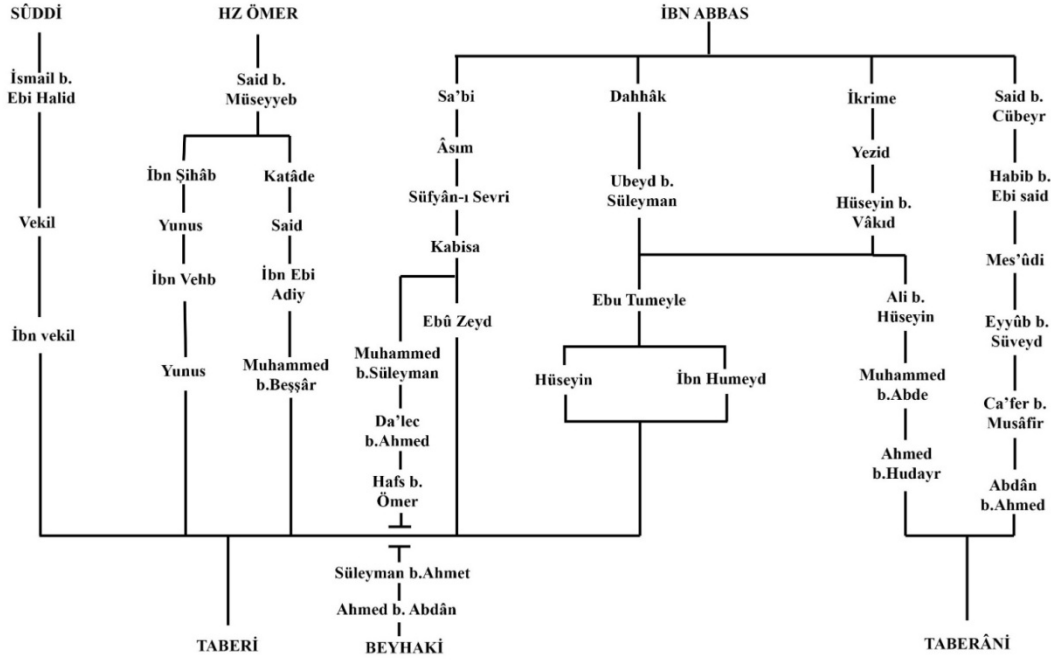 SÛDDİ
HZ ÖMER
İBN ABBAS
İsmail b.
Ebi Halid
Vekil
İbn vekil
Said b.
Müseyyeb
İbn Şihâb
Yunus
İbn Vehb
Yunus
Katâde
Said
İbn Ebi
Adiy
Muhammed
b.Beşşâr
Sa’bi
Âsım
Süfyân-ı Sevri
Kabisa
Muhammed
b.Süleyman
Da’lec
b.Ahmed
Hafs b.
Ömer
Ebû Zeyd
Dahhâk
Ubeyd b.
Süleyman
Ebu Tumeyle
Hüseyin
İbn Humeyd
İkrime
Yezid
Hüseyin b.
Vâkıd
Ali b.
Hüseyin
Muhammed
b.Abde
Ahmed
b.Hudayr
Said b.
Cübeyr
Habib b.
Ebi said
Mes’ûdi
Eyyûb b.
Süveyd
Ca’fer b.
Musâfir
Abdân
b.Ahmed
Süleyman b.Ahmet
Ahmed b. Abdân
TABERİ
BEYHAKİ
TABERÂNİ